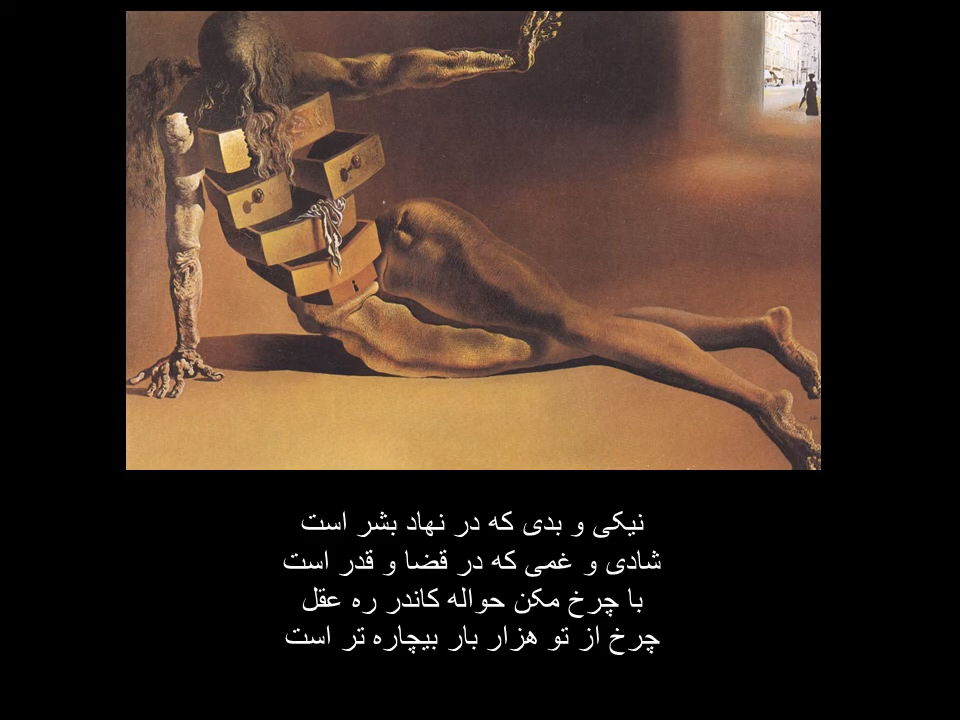 نیکی و بدی که در نهاد بشر است
شادی و غمی که در قضا و قدر است
با چرخ مکن حواله کاندر ره عقل
چرخ از تو هزار بار بیچاره تر است